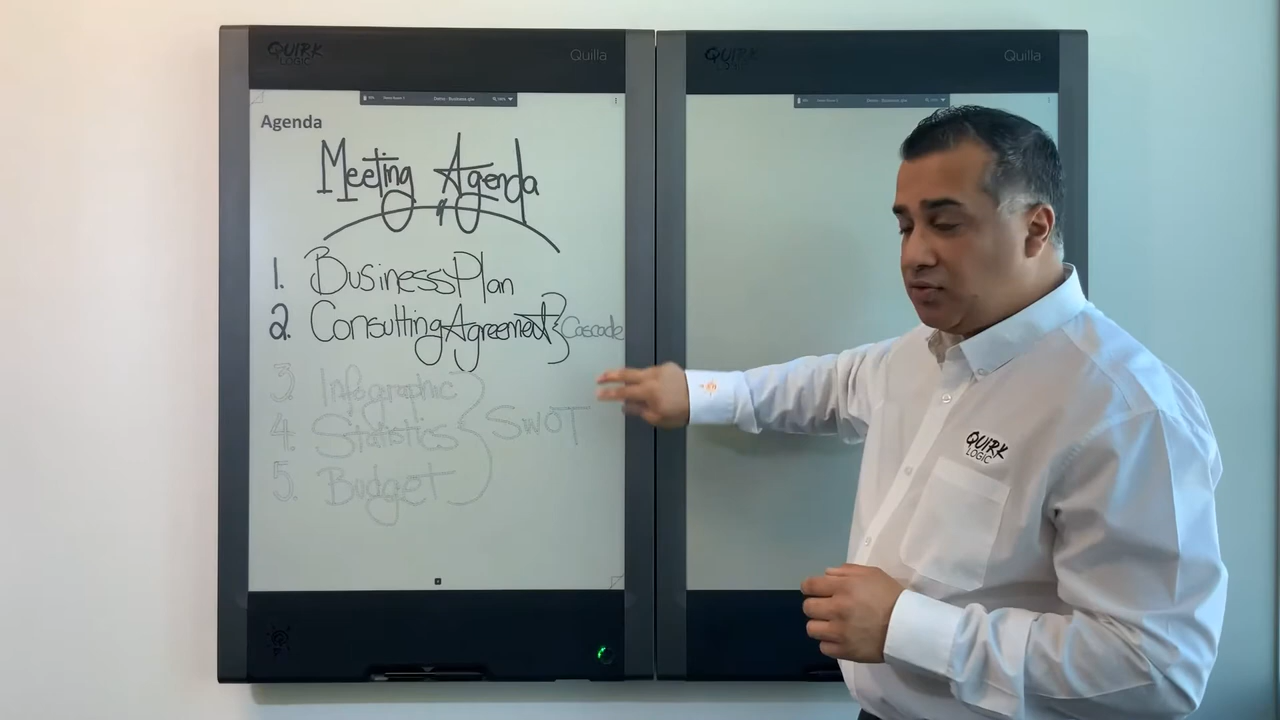 QUIRK
LOGIC
Quilla
QUIRK
LOGIC
Quilla
Agenda
Meeting Agenda
1. Business Plan
2. Consulting Agreement } Cascade
3. Infographic
4. Statistics } SWOT
5. Budget
QUIRK
LOGIC